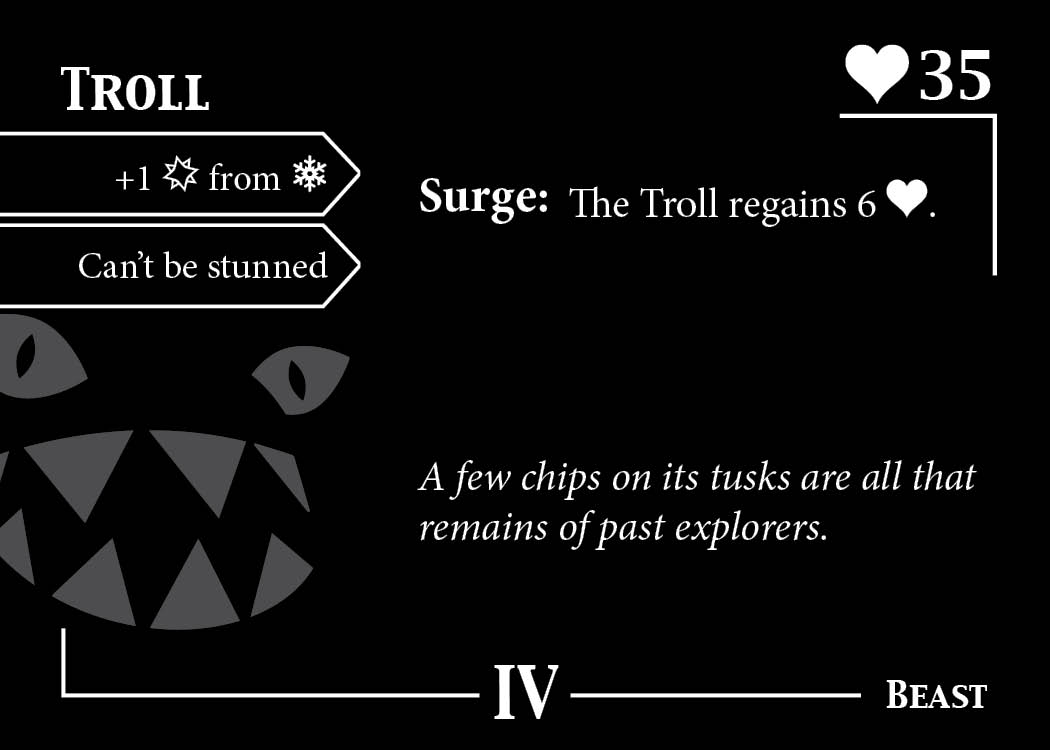 Troll
♥35
+1 ✷ from ❄
Can't be stunned
Surge: The Troll regains 6 ♥.
A few chips on its tusks are all that
remains of past explorers.
IV
Beast